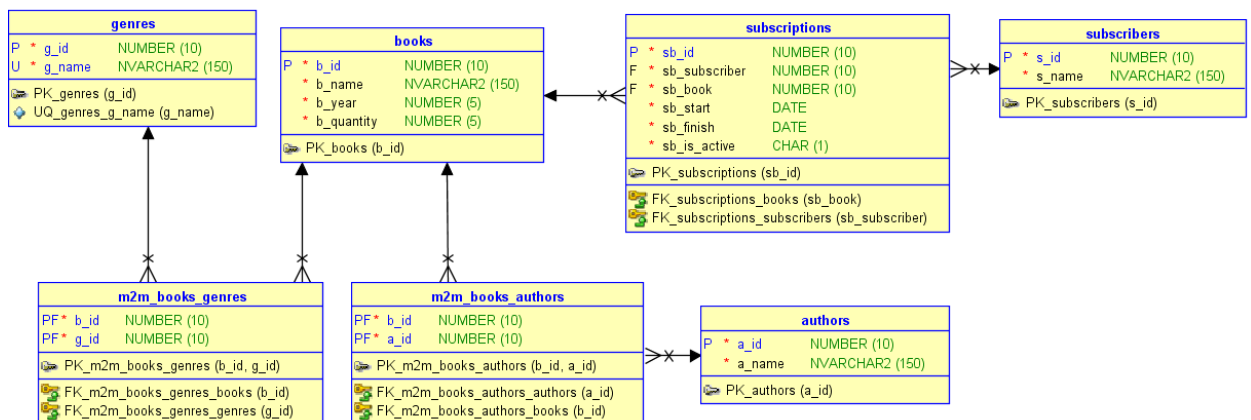 genres
P * g_id NUMBER (10)
U * g_name NVARCHAR2 (150)
PK_genres (g_id)
UQ_genres_g_name (g_name)
books
P * b_id NUMBER (10)
* b_name NVARCHAR2 (150)
* b_year NUMBER (5)
* b_quantity NUMBER (5)
PK_books (b_id)
subscriptions
P * sb_id NUMBER (10)
F * sb_subscriber NUMBER (10)
F * sb_book NUMBER (10)
* sb_start DATE
* sb_finish DATE
* sb_is_active CHAR (1)
PK_subscriptions (sb_id)
FK_subscriptions_books (sb_book)
FK_subscriptions_subscribers (sb_subscriber)
subscribers
P * s_id NUMBER (10)
* s_name NVARCHAR2 (150)
PK_subscribers (s_id)
m2m_books_genres
PF* b_id NUMBER (10)
PF* g_id NUMBER (10)
PK_m2m_books_genres (b_id, g_id)
FK_m2m_books_genres_books (b_id)
FK_m2m_books_genres_genres (g_id)
m2m_books_authors
PF* b_id NUMBER (10)
PF* a_id NUMBER (10)
PK_m2m_books_authors (b_id, a_id)
FK_m2m_books_authors_authors (a_id)
FK_m2m_books_authors_books (b_id)
authors
P * a_id NUMBER (10)
* a_name NVARCHAR2 (150)
PK_authors (a_id)